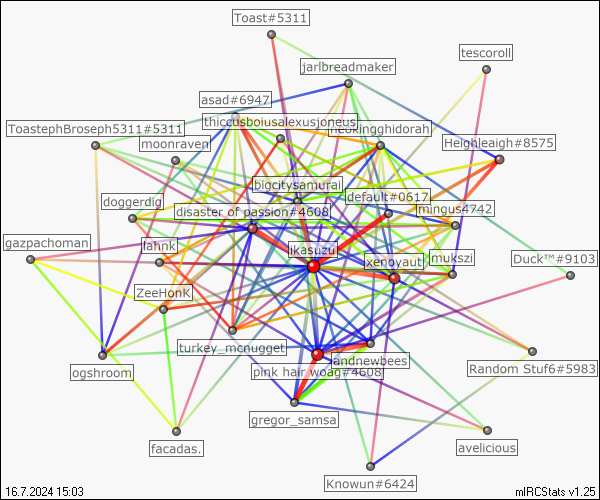 Toast#5311
tescoroll
jarlbreadmaker
asad#6947
thiccusboisusalexusjoneus
ToastephBroseph5311#5311
heckingghidorah
moonraven
Heighleaigh#8575
bigcitysamurai
default#0617
doggerdig
disaster of passion#4608
mingus4742
gazpachoman
fahnk
ikasuzu
xenoyaut
mukszi
Duck™#9103
ZeeHonK
turkey_mcnugget
andnewbees
pink hair woag#4608
ogshroom
Random Stuf6#5983
gregor_samsa
facadas.
avelicious
Knowun#6424
16.7.2024 15:03
mIRCStats v1.25